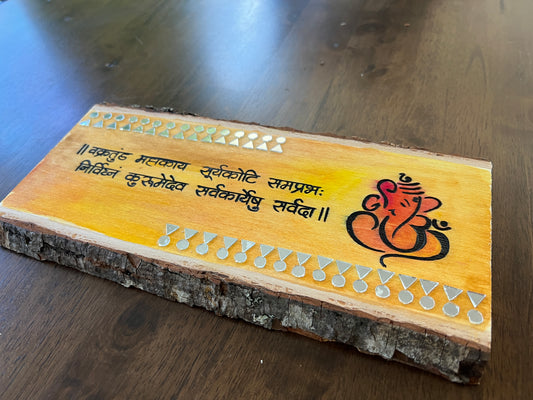 ॥ वक्रतुंड महाकाय सूर्यकोटि समप्रभः
निर्विघ्नं कुरूमेदेव सर्वकार्येषु सर्वदा ॥